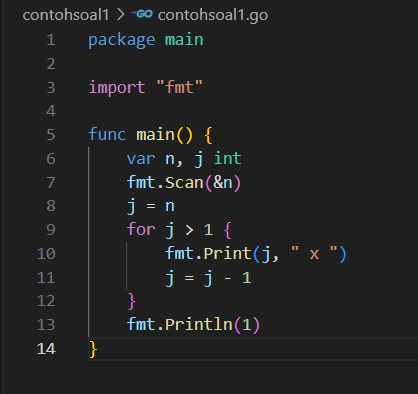 contohsoal1 > GO contohsoal1.go
1 package main
2
3 import "fmt"
4
5 func main() {
6     var n, j int
7     fmt.Scan(&n)
8     j = n
9     for j > 1 {
10         fmt.Print(j, " x ")
11         j = j - 1
12     }
13     fmt.Println(1)
14 }